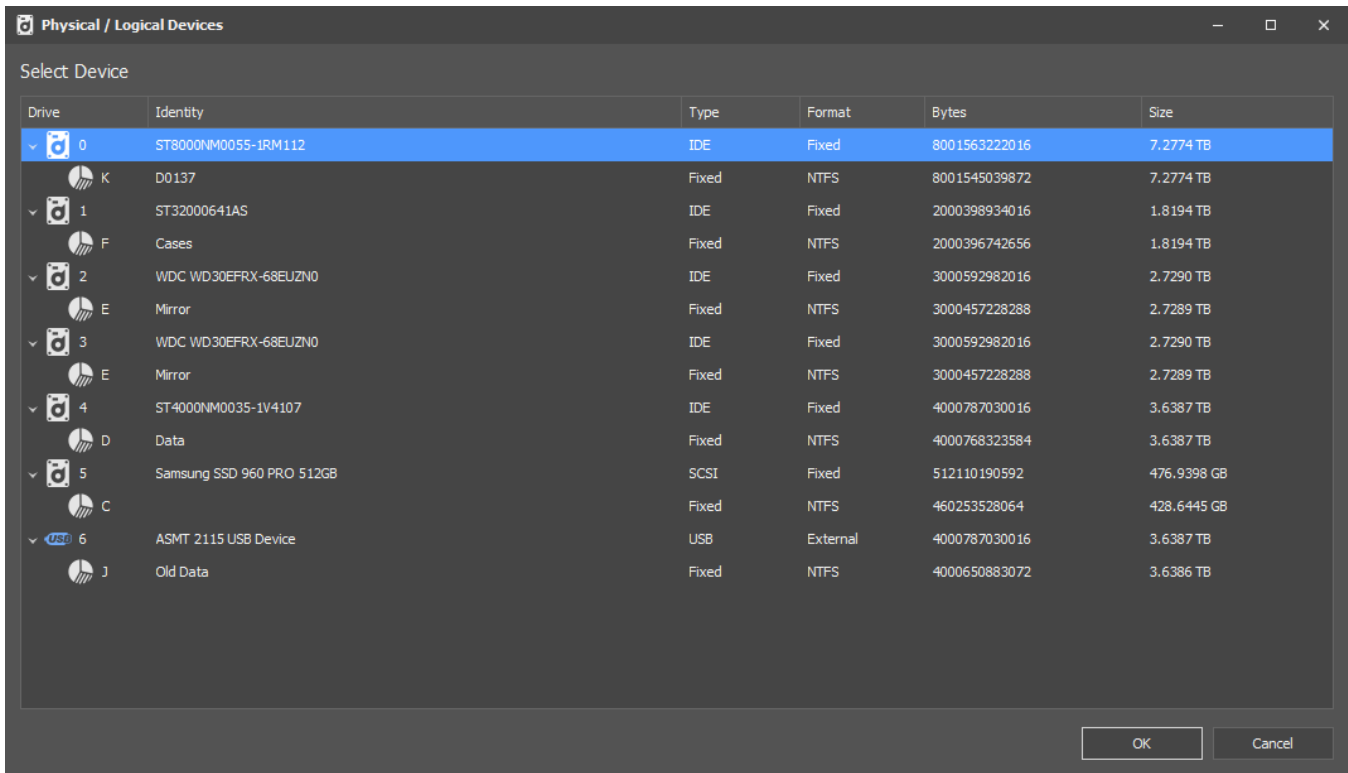 Physical / Logical Devices
Select Device
Drive Identity Type Format Bytes Size
0 ST8000NM0055-1RM112 IDE Fixed 8001563222016 7.2774 TB
K D0137 Fixed NTFS 8001545039872 7.2774 TB
1 ST32000641AS IDE Fixed 2000398934016 1.8194 TB
F Cases Fixed NTFS 2000396742656 1.8194 TB
2 WDC WD30EFRX-68EUZN0 IDE Fixed 3000592982016 2.7290 TB
E Mirror Fixed NTFS 3000457228288 2.7289 TB
3 WDC WD30EFRX-68EUZN0 IDE Fixed 3000592982016 2.7290 TB
E Mirror Fixed NTFS 3000457228288 2.7289 TB
4 ST4000NM0035-1V4107 IDE Fixed 4000787030016 3.6387 TB
D Data Fixed NTFS 4000768323584 3.6387 TB
5 Samsung SSD 960 PRO 512GB SCSI Fixed 512110190592 476.9398 GB
C Fixed NTFS 460253528064 428.6445 GB
USB 6 ASMT 2115 USB Device USB External 4000787030016 3.6387 TB
J Old Data Fixed NTFS 4000650883072 3.6386 TB
OK Cancel